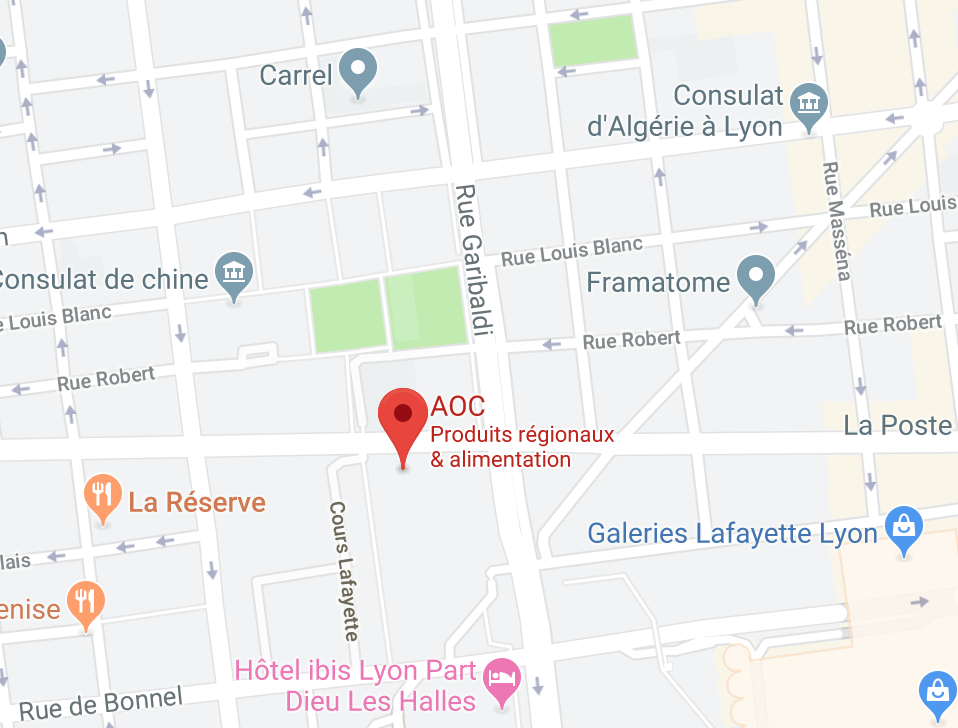 Carrel
Consulat
d'Algérie à Lyon
Rue Garibaldi
Rue Masséna
Rue Louis
Rue Louis Blanc
Consulat de chine
Framatome
Louis Blanc
Rue Robert
Rue Robert
Rue Robert
AOC
Produits régionaux
& alimentation
La Poste
La Réserve
Cours Lafayette
Galeries Lafayette Lyon
enise
Hôtel ibis Lyon Part
Dieu Les Halles
Rue de Bonnel